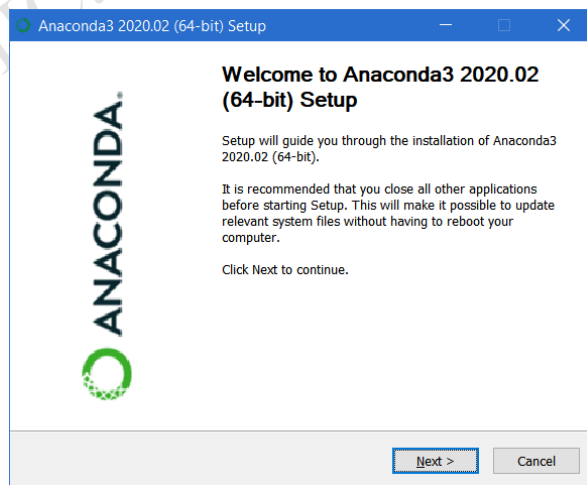 Anaconda3 2020.02 (64-bit) Setup
Welcome to Anaconda3 2020.02
(64-bit) Setup
Setup will guide you through the installation of Anaconda3
2020.02 (64-bit).
It is recommended that you close all other applications
before starting Setup. This will make it possible to update
relevant system files without having to reboot your
computer.
Click Next to continue.
ANACONDA.
Next >
Cancel